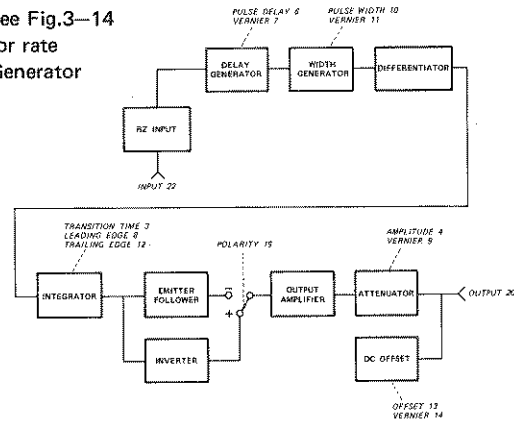 ee Fig.3—14
or rate
Generator
PULSE DELAY 6
VERNIER 7
PULSE WIDTH 10
VERNIER 11
DELAY
GENERATOR
WIDTH
GENERATOR
DIFFERENTIATOR
RZ INPUT
INPUT 22
TRANSITION TIME 3
LEADING EDGE 8
TRAILING EDGE 12
POLARITY 15
AMPLITUDE 4
VERNIER 9
INTEGRATOR
EMITTER
FOLLOWER
−
+
OUTPUT
AMPLIFIER
ATTENUATOR
OUTPUT 20
INVERTER
DC OFFSET
OFFSET 13
VERNIER 14